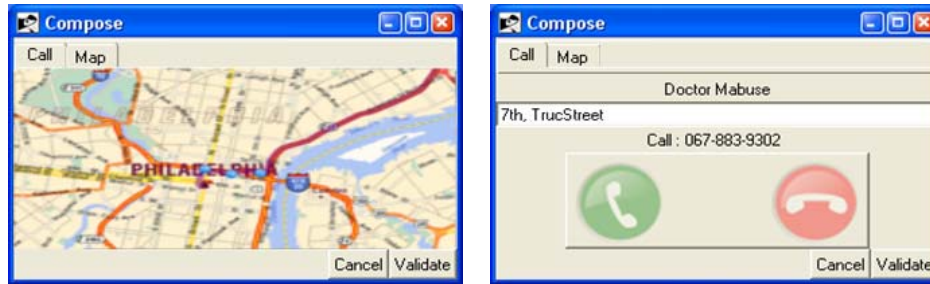 Compose
Call Map
PHILADELPHIA
PHILADELPHIA
Cancel Validate
Compose
Call Map
Doctor Mabuse
7th, TrucStreet
Call : 067-883-9302
Cancel Validate